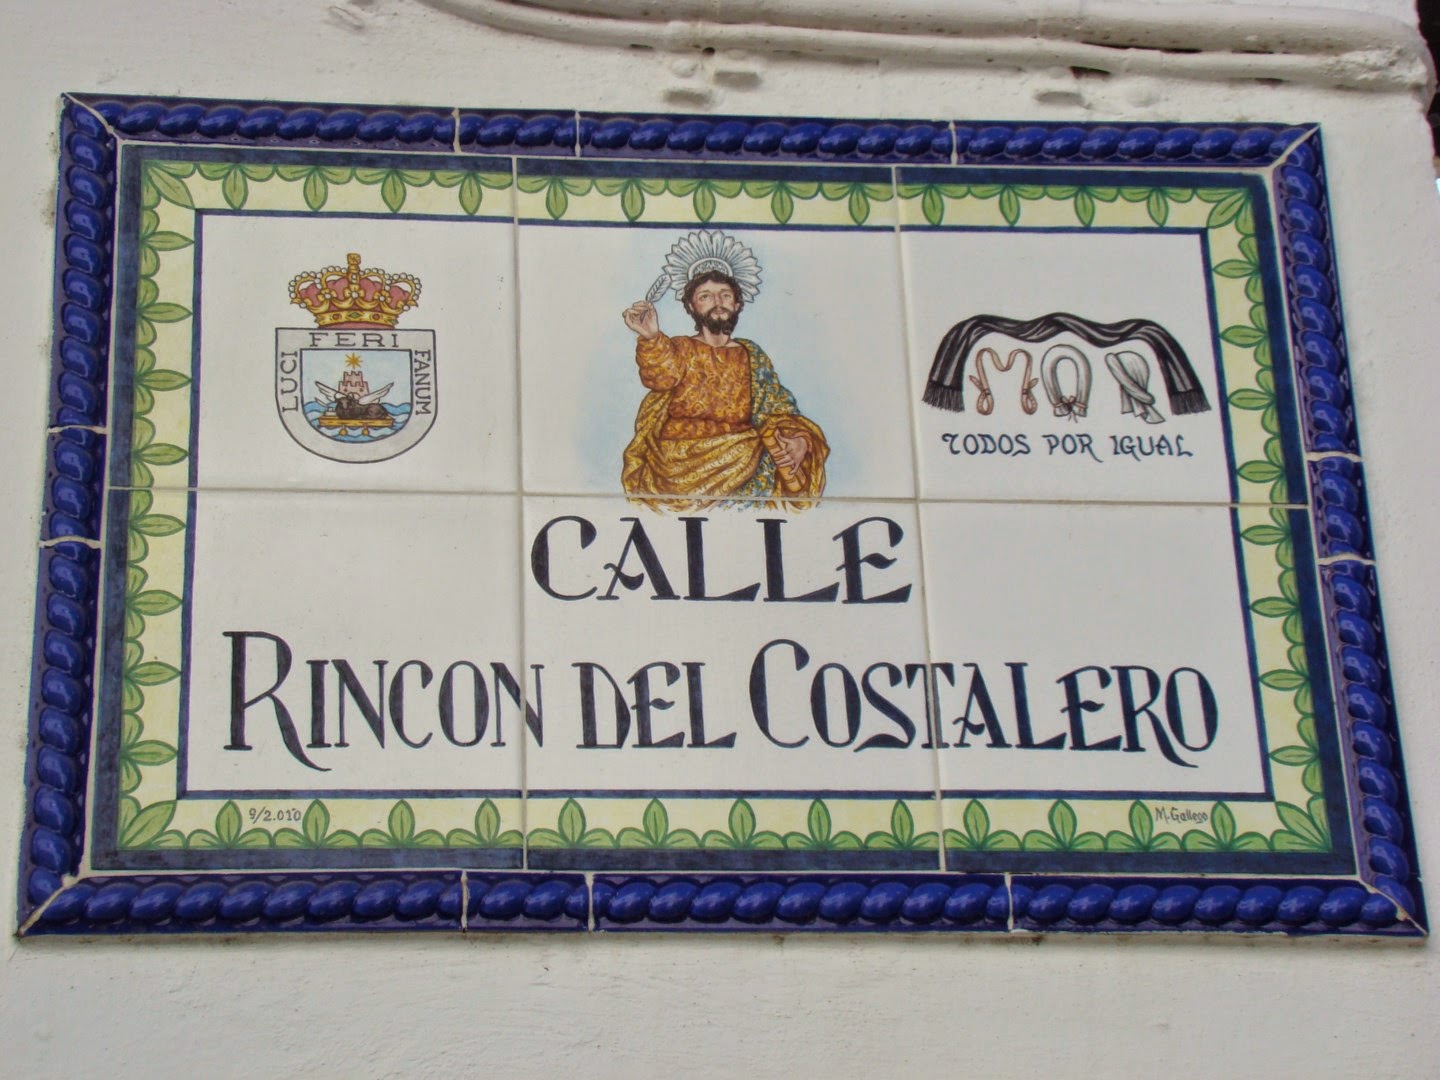 LUCI FERI FANUM
TODOS POR IGUAL
CALLE
RINCON DEL COSTALERO
9/2.010
M. Gallego